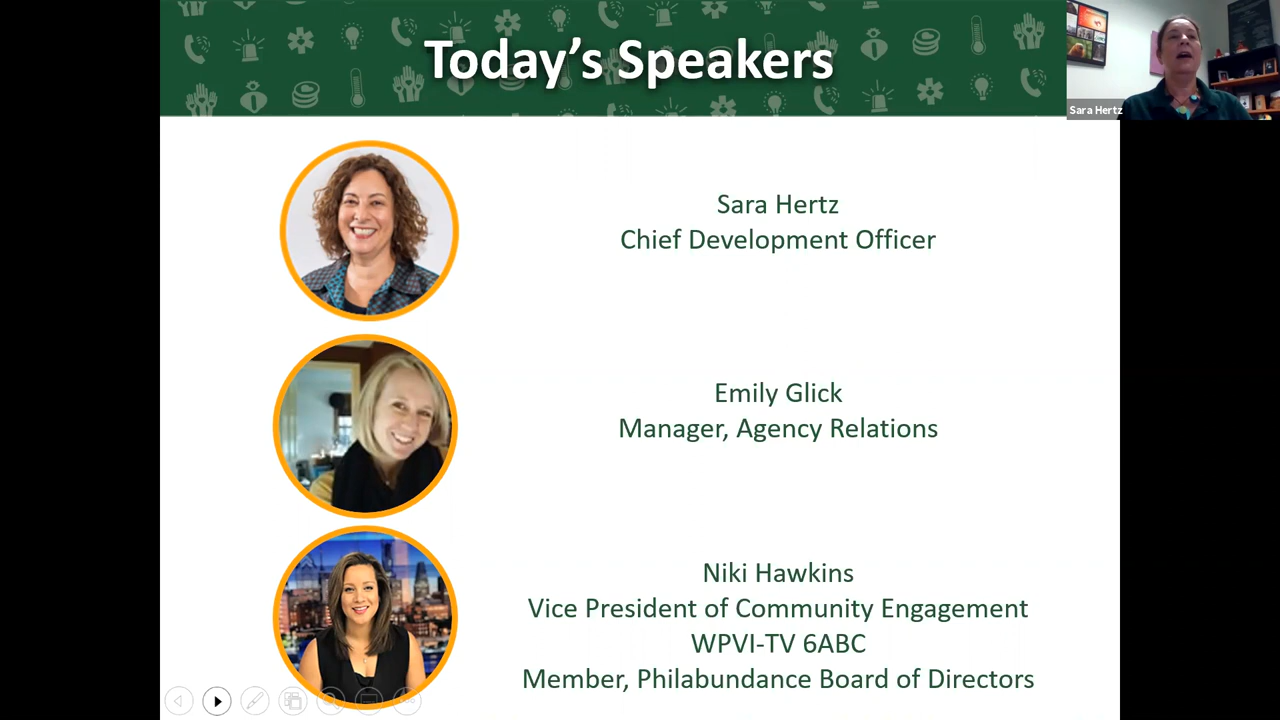 Today's Speakers
Sara Hertz
Sara Hertz
Chief Development Officer
Emily Glick
Manager, Agency Relations
Niki Hawkins
Vice President of Community Engagement
WPVI-TV 6ABC
Member, Philabundance Board of Directors